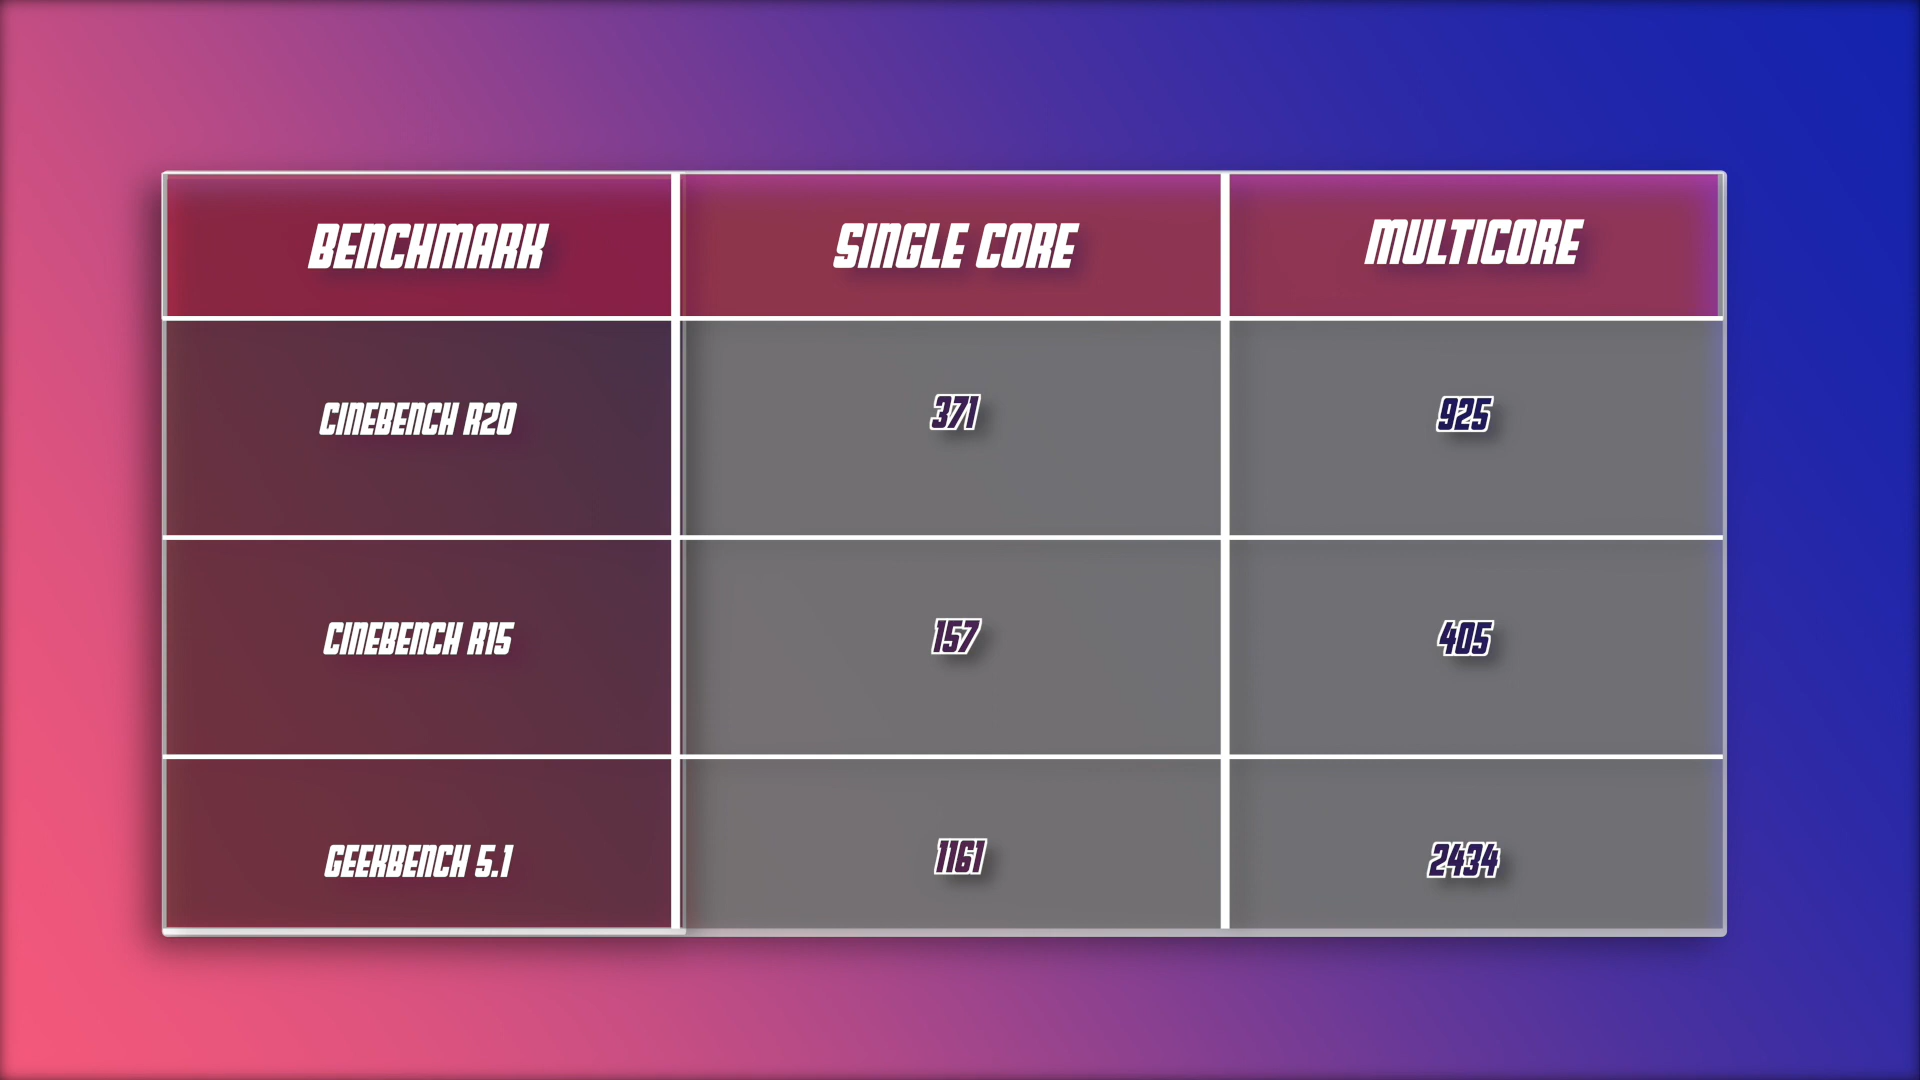 BENCHMARK SINGLE CORE MULTICORE
CINEBENCH R20 371 925
CINEBENCH R15 157 405
GEEKBENCH 5.1 1161 2434